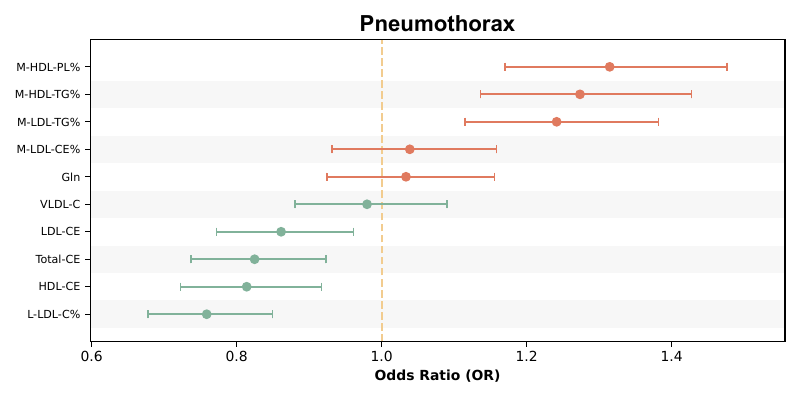 Pneumothorax
M-HDL-PL%
M-HDL-TG%
M-LDL-TG%
M-LDL-CE%
Gln
VLDL-C
LDL-CE
Total-CE
HDL-CE
L-LDL-C%
0.6 0.8 1.0 1.2 1.4
Odds Ratio (OR)